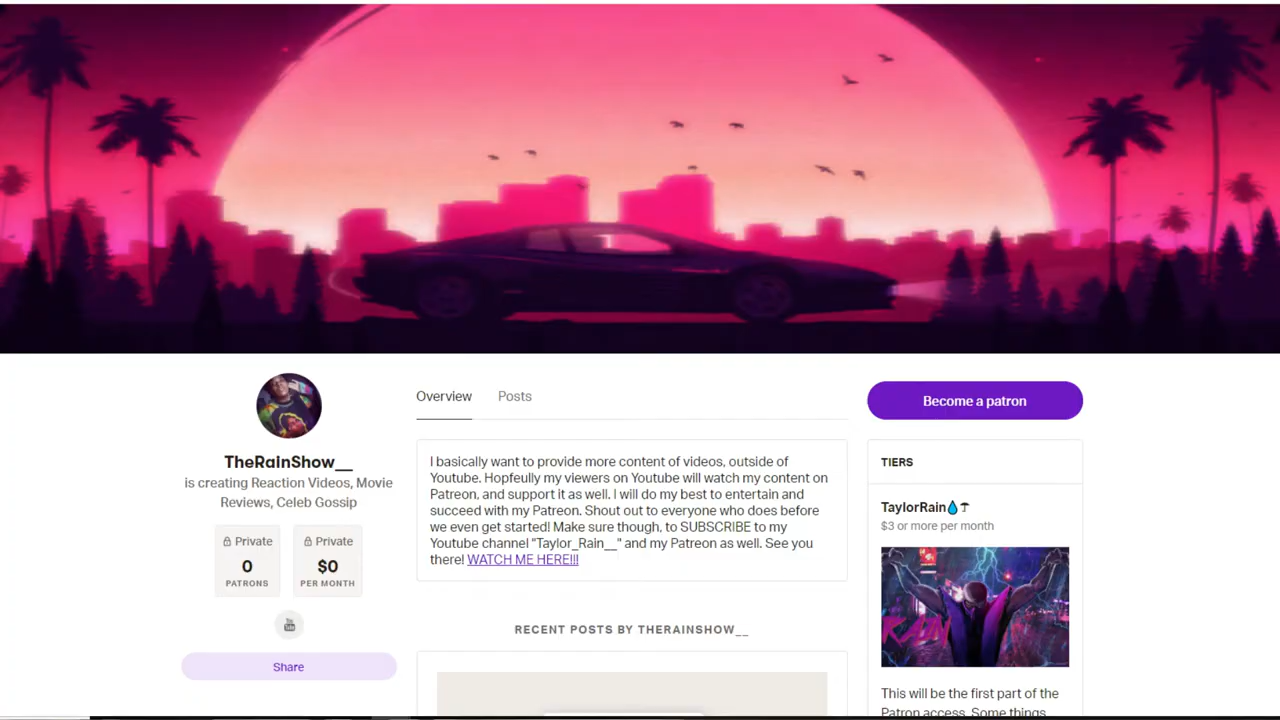 Overview Posts
Become a patron
TheRaInShow__
is creating Reaction Videos, Movie
Reviews, Celeb Gossip
Private
0
PATRONS
Private
$0
PER MONTH
Share
I basically want to provide more content of videos, outside of
Youtube. Hopfeully my viewers on Youtube will watch my content on
Patreon, and support it as well. I will do my best to entertain and
succeed with my Patreon. Shout out to everyone who does before
we even get started! Make sure though, to SUBSCRIBE to my
Youtube channel "Taylor_Rain__" and my Patreon as well. See you
there! WATCH ME HERE!!!
RECENT POSTS BY THERAINSHOW__
TIERS
TaylorRain💧☂
$3 or more per month
This will be the first part of the
Patron access. Some things